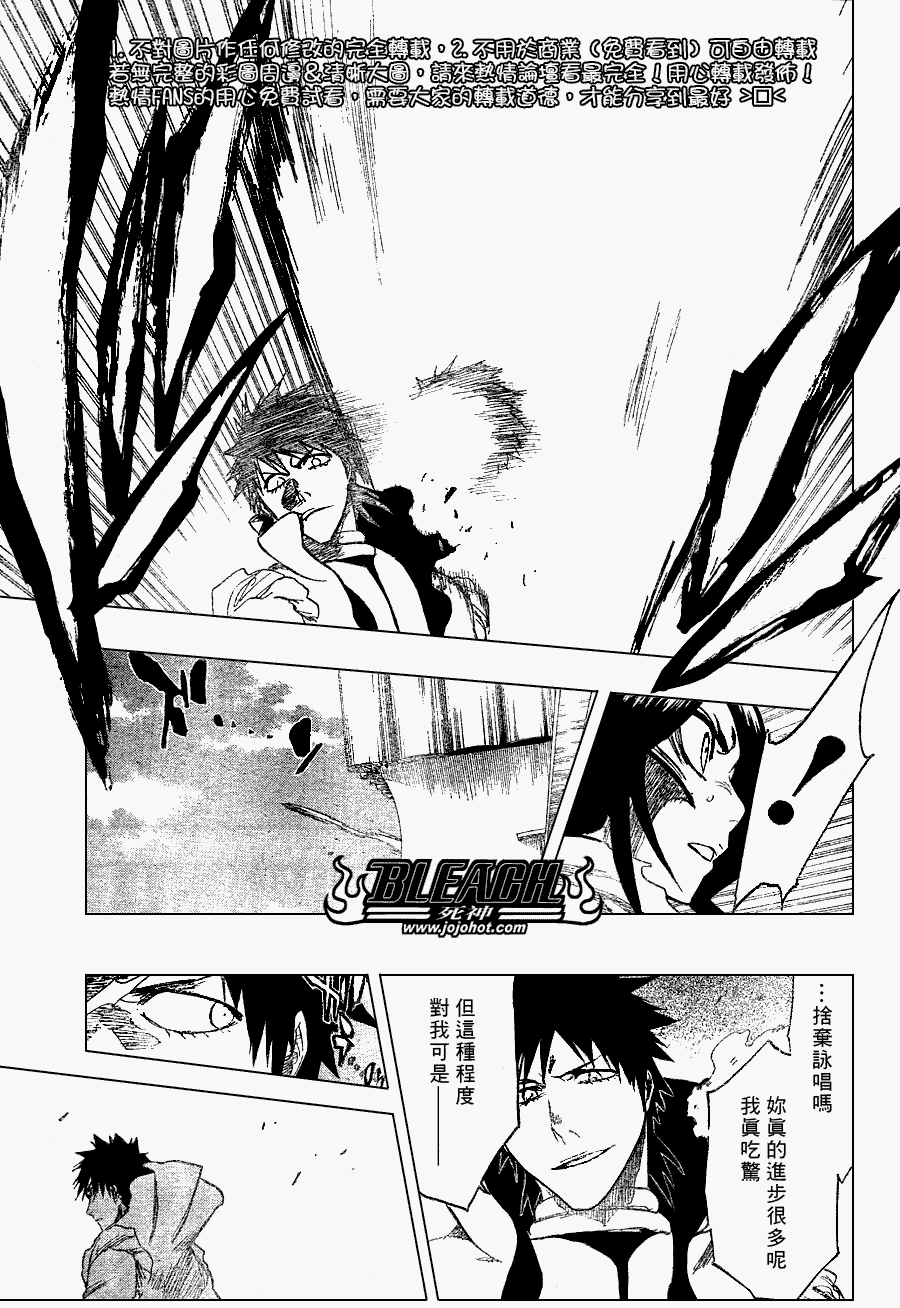 1. 不對圖片作任何修改的完全轉載，2. 不用於商業（免費看到）可自由轉載
若無完整的彩圖周邊&清晰大圖，請來熱情論壇看最完全！用心轉載發佈！
熱情FANS的用心免費試看，需要大家的轉載道德，才能分享到最好 >□<
！
BLEACH
死神
www.jojohot.com
…捨棄詠唱嗎
妳真的進步很多呢
我真吃驚
但這種程度
對我可是——